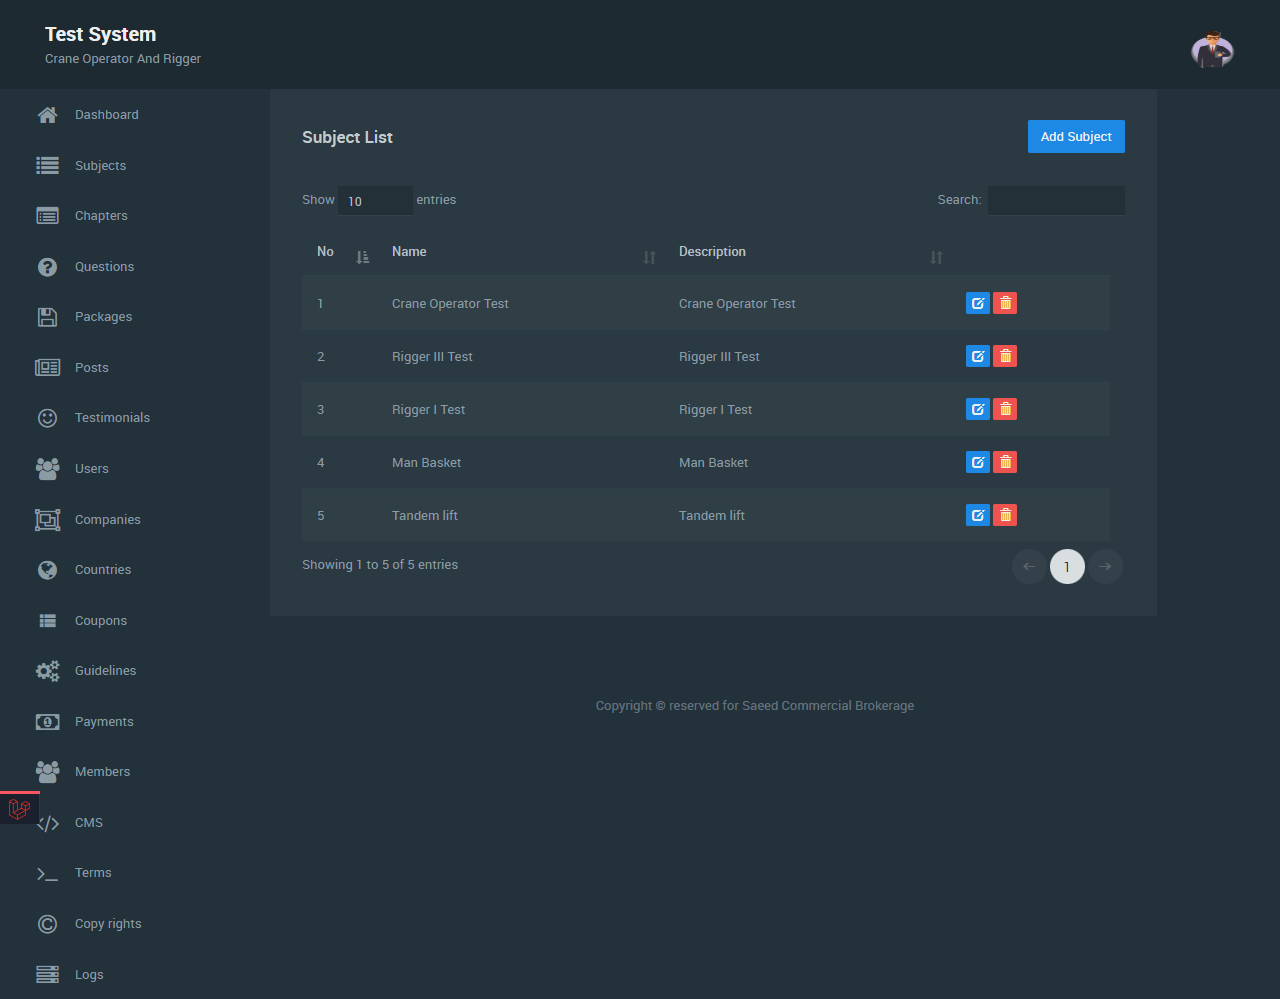 Test System
Crane Operator And Rigger
Dashboard
Subjects
Chapters
Questions
Packages
Posts
Testimonials
Users
Companies
Countries
Coupons
Guidelines
Payments
Members
CMS
Terms
Copy rights
Logs
Subject List
Add Subject
Show 10 entries
Search:
No Name Description
1 Crane Operator Test Crane Operator Test
2 Rigger III Test Rigger III Test
3 Rigger I Test Rigger I Test
4 Man Basket Man Basket
5 Tandem lift Tandem lift
Showing 1 to 5 of 5 entries
← 1 →
Copyright © reserved for Saeed Commercial Brokerage